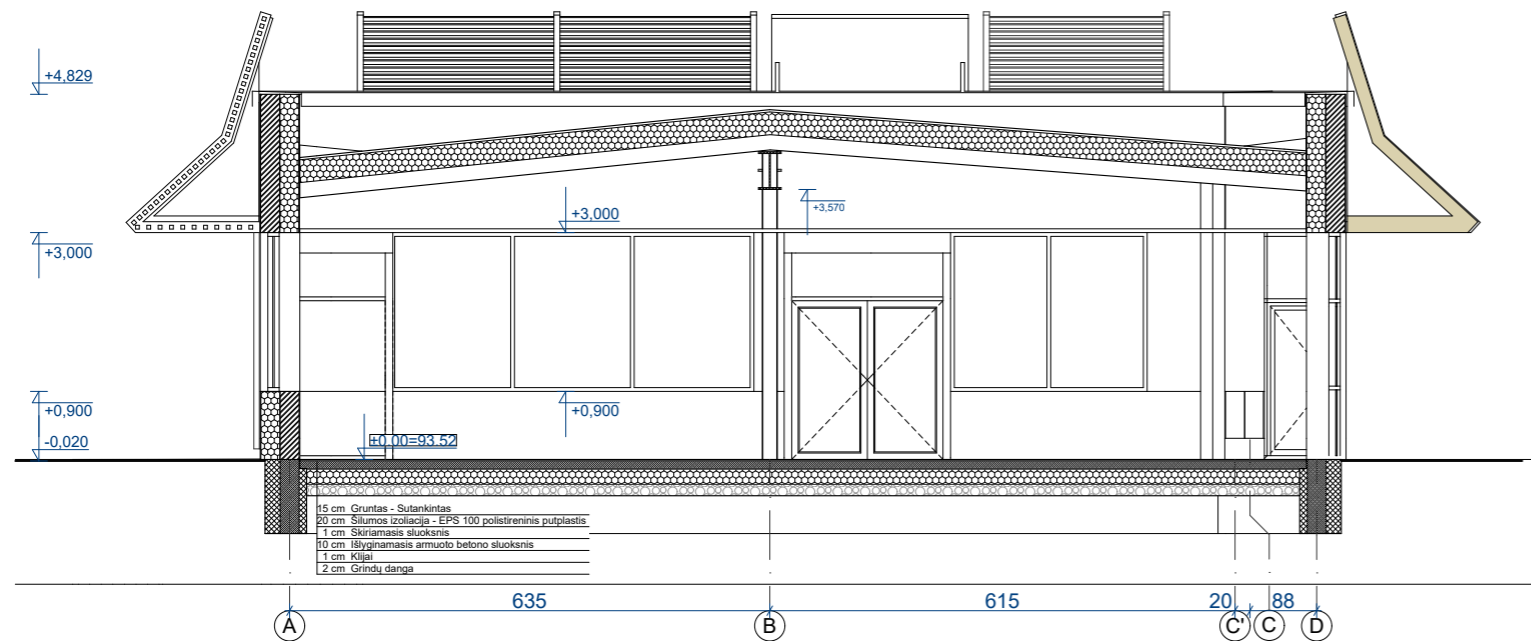 +4,829
+3,000
+3,570
+3,000
+0,900
+0,900
-0,020
±0.00=93.52
15 cm Gruntas - Sutankintas
20 cm Šilumos izoliacija - EPS 100 polistireninis putplastis
1 cm Skiriamasis sluoksnis
10 cm Išlyginamasis armuoto betono sluoksnis
1 cm Klijai
2 cm Grindų danga
635 615 20 88
A B C' C D